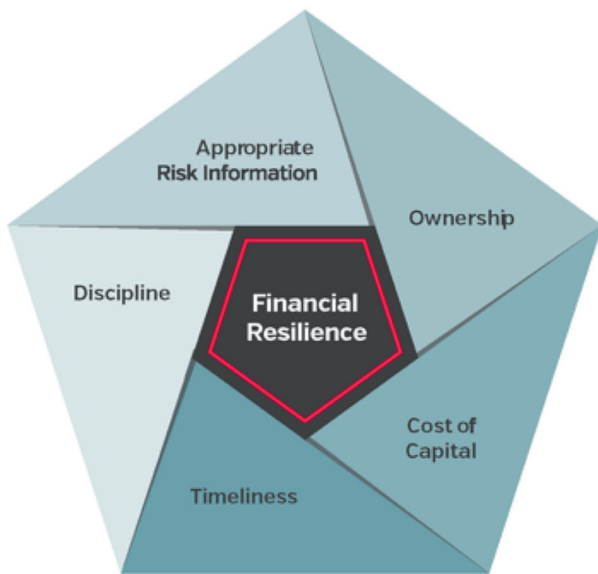 Appropriate
Risk Information
Ownership
Discipline
Financial
Resilience
Cost of
Capital
Timeliness